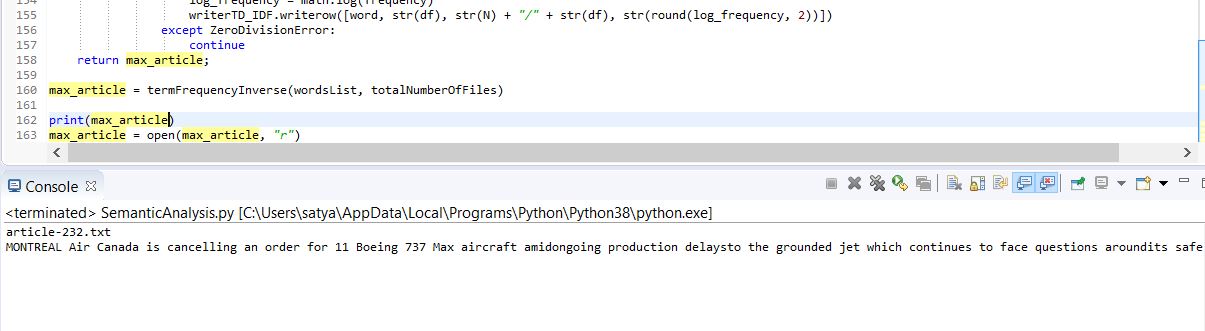 154 log_frequency = math.log(frequency)
155 writerTD_IDF.writerow([word, str(df), str(N) + "/" + str(df), str(round(log_frequency, 2))])
156 except ZeroDivisionError:
157 continue
158 return max_article;
159
160 max_article = termFrequencyInverse(wordsList, totalNumberOfFiles)
161
162 print(max_article)
163 max_article = open(max_article, "r")
Console
<terminated> SemanticAnalysis.py [C:\Users\satya\AppData\Local\Programs\Python\Python38\python.exe]
article-232.txt
MONTREAL Air Canada is cancelling an order for 11 Boeing 737 Max aircraft amidongoing production delaysto the grounded jet which continues to face questions aroundits safe